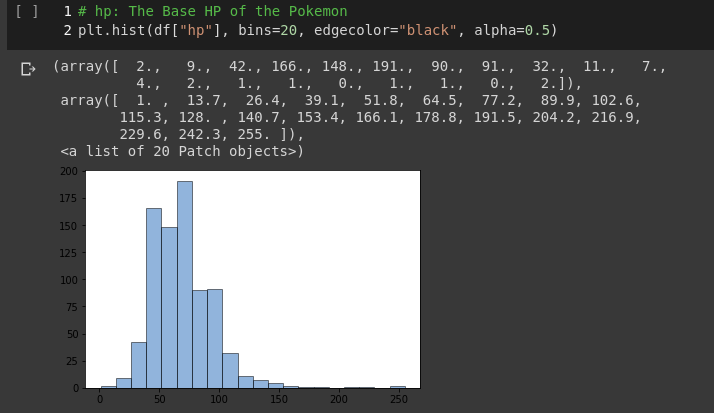 [ ] 1 # hp: The Base HP of the Pokemon
2 plt.hist(df["hp"], bins=20, edgecolor="black", alpha=0.5)
(array([  2.,   9.,  42., 166., 148., 191.,  90.,  91.,  32.,  11.,   7.,
4.,   2.,   1.,   1.,   0.,   1.,   1.,   0.,   2.]),
array([  1. ,  13.7,  26.4,  39.1,  51.8,  64.5,  77.2,  89.9, 102.6,
115.3, 128. , 140.7, 153.4, 166.1, 178.8, 191.5, 204.2, 216.9,
229.6, 242.3, 255. ]),
<a list of 20 Patch objects>)
200
175
150
125
100
75
50
25
0
0 50 100 150 200 250